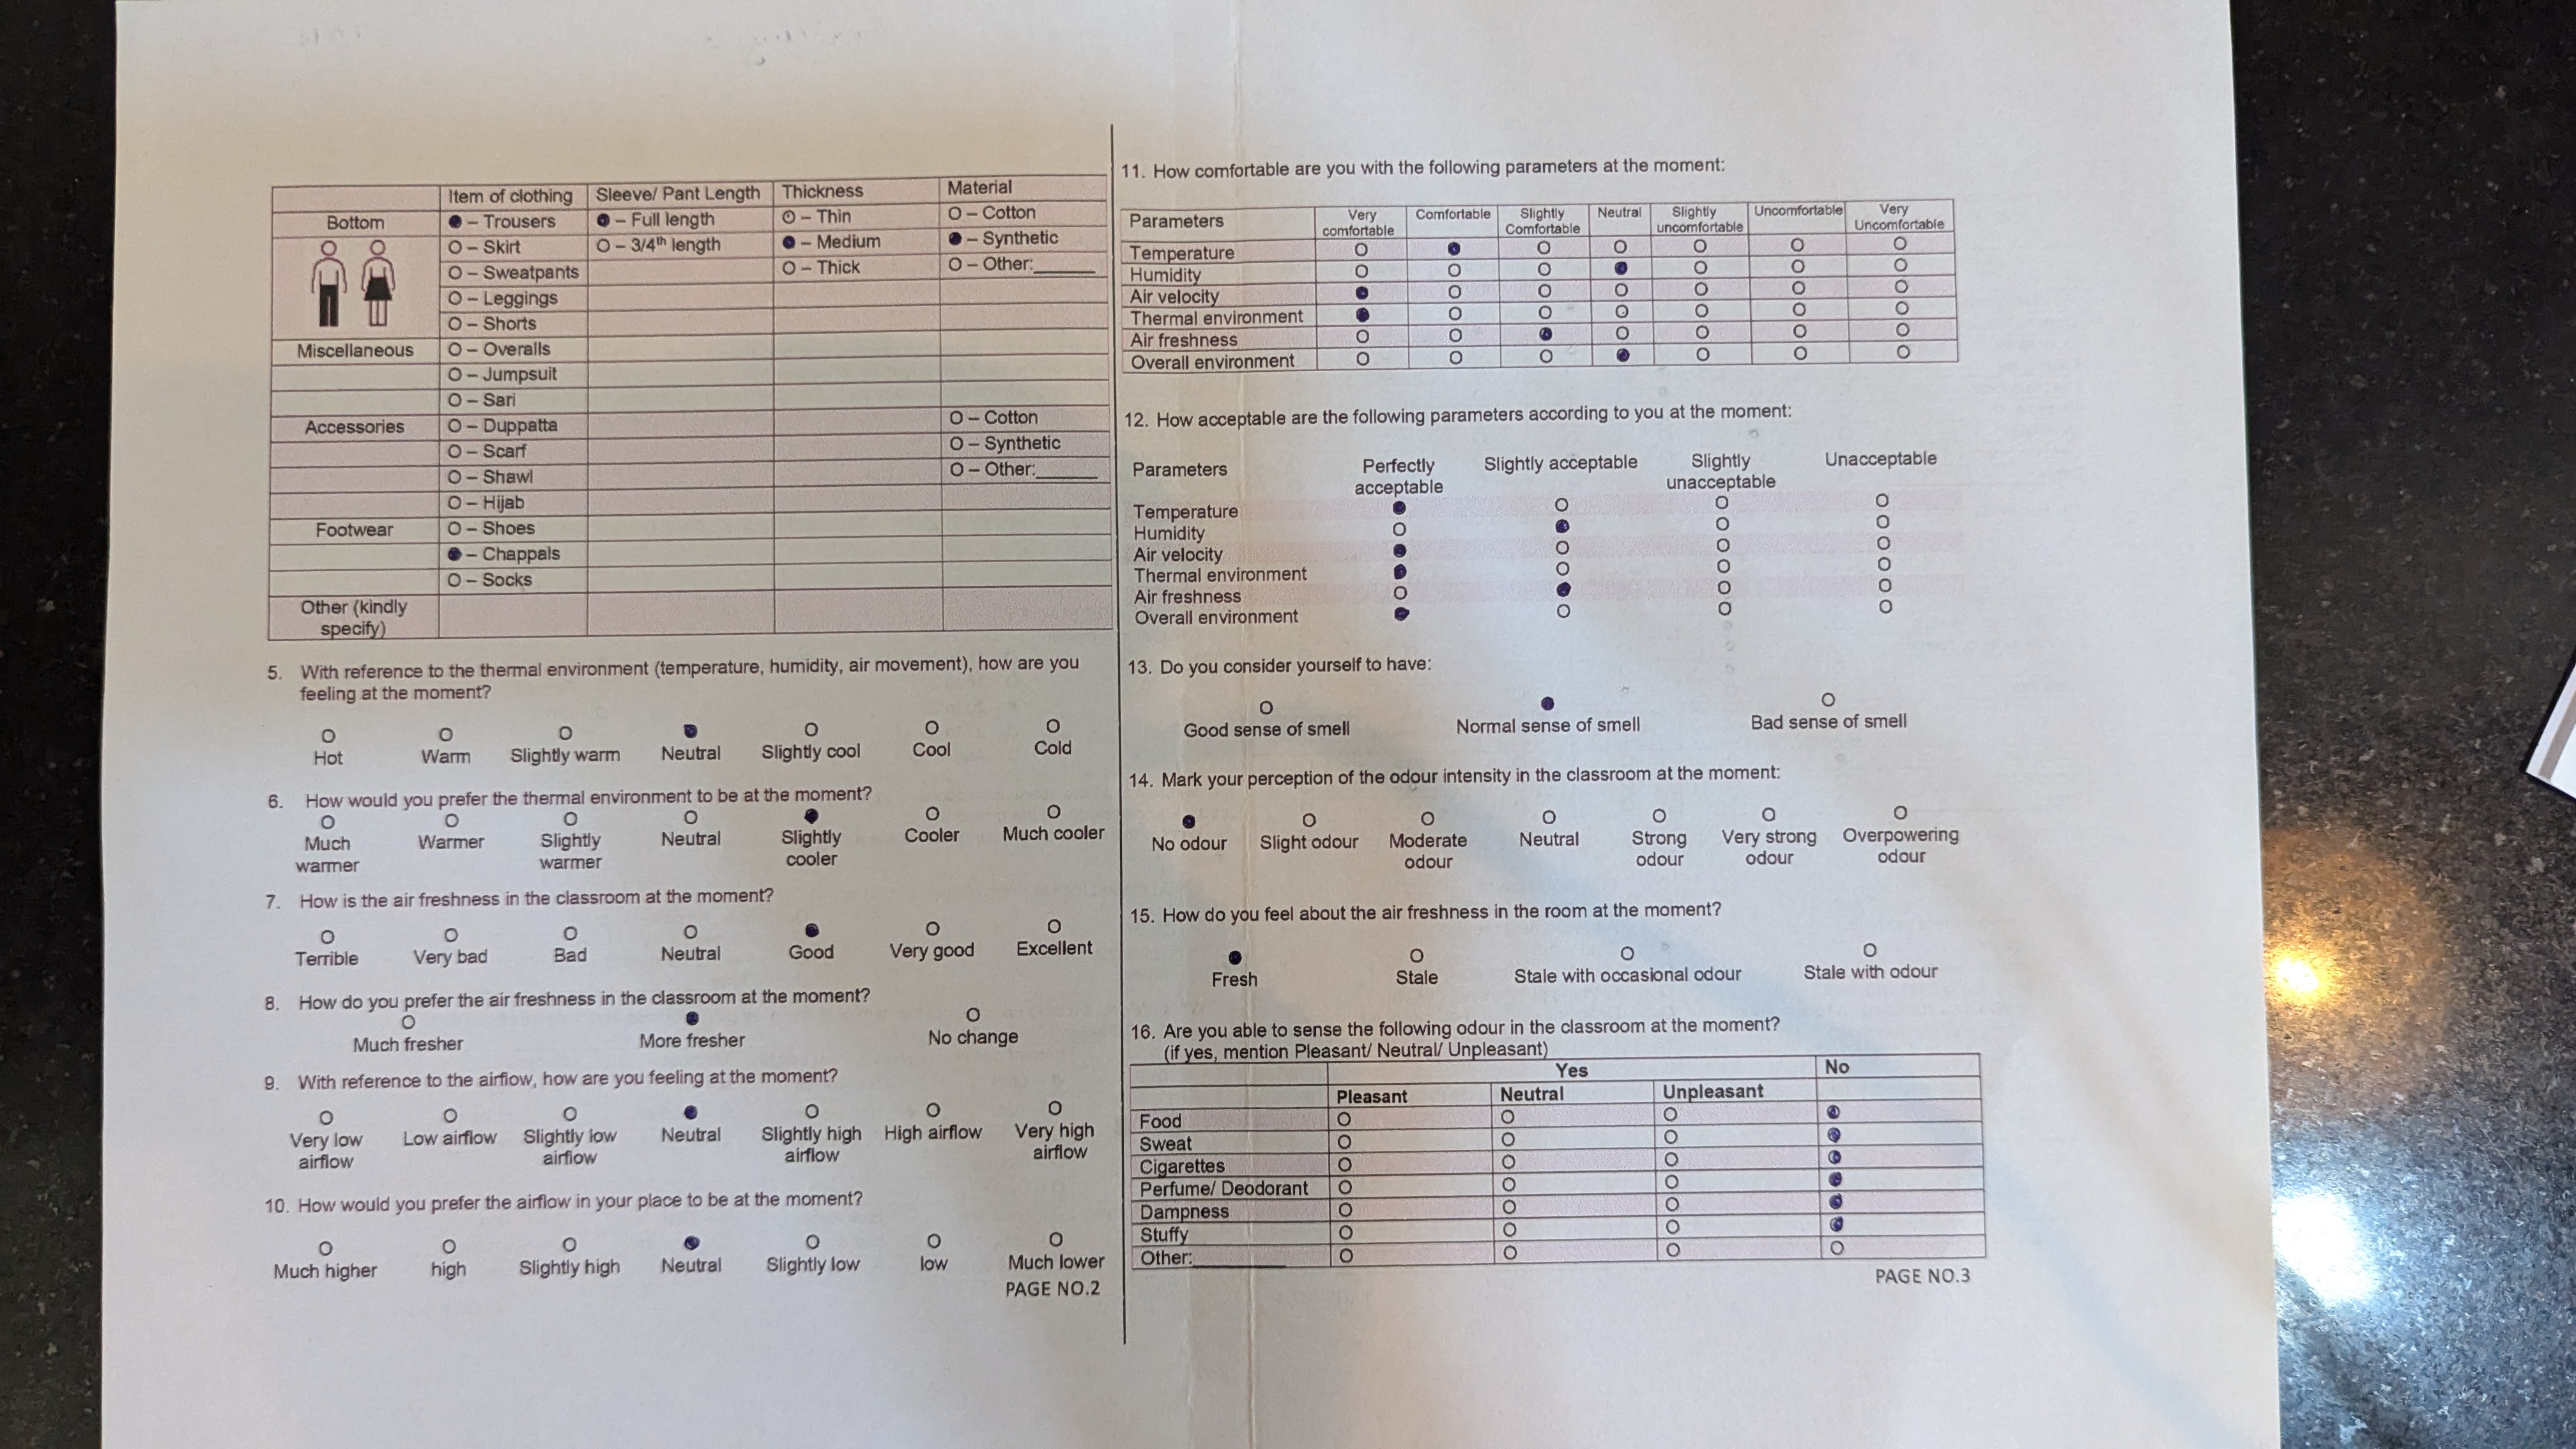 Item of clothing Sleeve/ Pant Length Thickness Material
Bottom ● – Trousers ● – Full length O – Thin O – Cotton
O – Skirt O – 3/4th length ● – Medium ● – Synthetic
O – Sweatpants O – Thick O – Other:______
O – Leggings
O – Shorts
Miscellaneous O – Overalls
O – Jumpsuit
O – Sari
Accessories O – Duppatta O – Cotton
O – Scarf O – Synthetic
O – Shawl O – Other:______
O – Hijab
Footwear O – Shoes
● – Chappals
O – Socks
Other (kindly
specify)
5. With reference to the thermal environment (temperature, humidity, air movement), how are you
feeling at the moment?
O O O ● O O O
Hot Warm Slightly warm Neutral Slightly cool Cool Cold
6. How would you prefer the thermal environment to be at the moment?
O O O O ● O O
Much Warmer Slightly Neutral Slightly Cooler Much cooler
warmer warmer cooler
7. How is the air freshness in the classroom at the moment?
O O O O ● O O
Terrible Very bad Bad Neutral Good Very good Excellent
8. How do you prefer the air freshness in the classroom at the moment?
O ● O
Much fresher More fresher No change
9. With reference to the airflow, how are you feeling at the moment?
O O O ● O O O
Very low Low airflow Slightly low Neutral Slightly high High airflow Very high
airflow airflow airflow airflow
10. How would you prefer the airflow in your place to be at the moment?
O O O ● O O O
Much higher high Slightly high Neutral Slightly low low Much lower
PAGE NO.2
11. How comfortable are you with the following parameters at the moment:
Parameters Very Comfortable Slightly Neutral Slightly Uncomfortable Very
comfortable Comfortable uncomfortable Uncomfortable
Temperature O ● O O O O O
Humidity O O O ● O O O
Air velocity ● O O O O O O
Thermal environment ● O O O O O O
Air freshness O O ● O O O O
Overall environment O O O ● O O O
12. How acceptable are the following parameters according to you at the moment:
Parameters Perfectly Slightly acceptable Slightly Unacceptable
acceptable unacceptable
Temperature ● O O O
Humidity O ● O O
Air velocity ● O O O
Thermal environment ● O O O
Air freshness O ● O O
Overall environment ● O O O
13. Do you consider yourself to have:
O ● O
Good sense of smell Normal sense of smell Bad sense of smell
14. Mark your perception of the odour intensity in the classroom at the moment:
● O O O O O O
No odour Slight odour Moderate Neutral Strong Very strong Overpowering
odour odour odour odour
15. How do you feel about the air freshness in the room at the moment?
● O O O
Fresh Stale Stale with occasional odour Stale with odour
16. Are you able to sense the following odour in the classroom at the moment?
(if yes, mention Pleasant/ Neutral/ Unpleasant)
Yes No
Pleasant Neutral Unpleasant
Food O O O ●
Sweat O O O ●
Cigarettes O O O ●
Perfume/ Deodorant O O O ●
Dampness O O O ●
Stuffy O O O ●
Other:_________ O O O O
PAGE NO.3